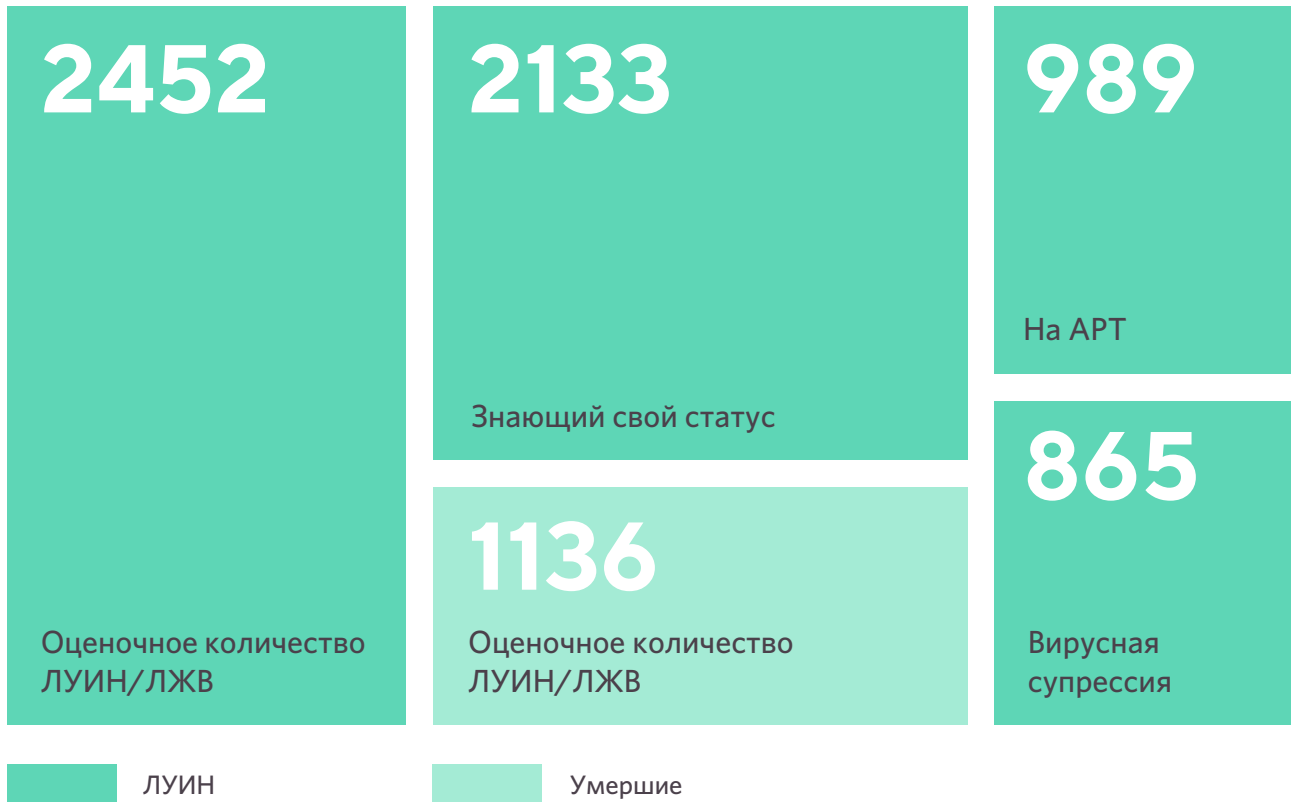 2452
Оценочное количество
ЛУИН/ЛЖВ
2133
Знающий свой статус
1136
Оценочное количество
ЛУИН/ЛЖВ
989
На АРТ
865
Вирусная
супрессия
ЛУИН
Умершие